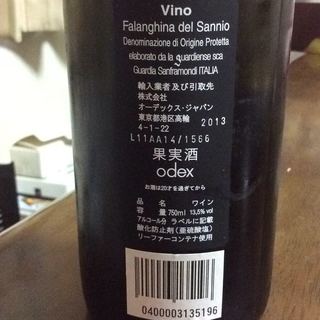 Vino
Falanghina del Sannio
Denominazione di Origine Protetta
elaborato da la guardiense sca
Guardia Sanframondi ITALIA
輸入業者及び引取先
株式会社
オーデックス・ジャパン
東京都港区高輪
4-1-22
2013
L11AA14/1566
果実酒
odex
お酒は20才を過ぎてから
品 名 ワイン
容 量 750ml 13,5% vol
アルコール分 ラベルに記載
酸化防止剤(亜硫酸塩)
リーファーコンテナ使用
0400003135196